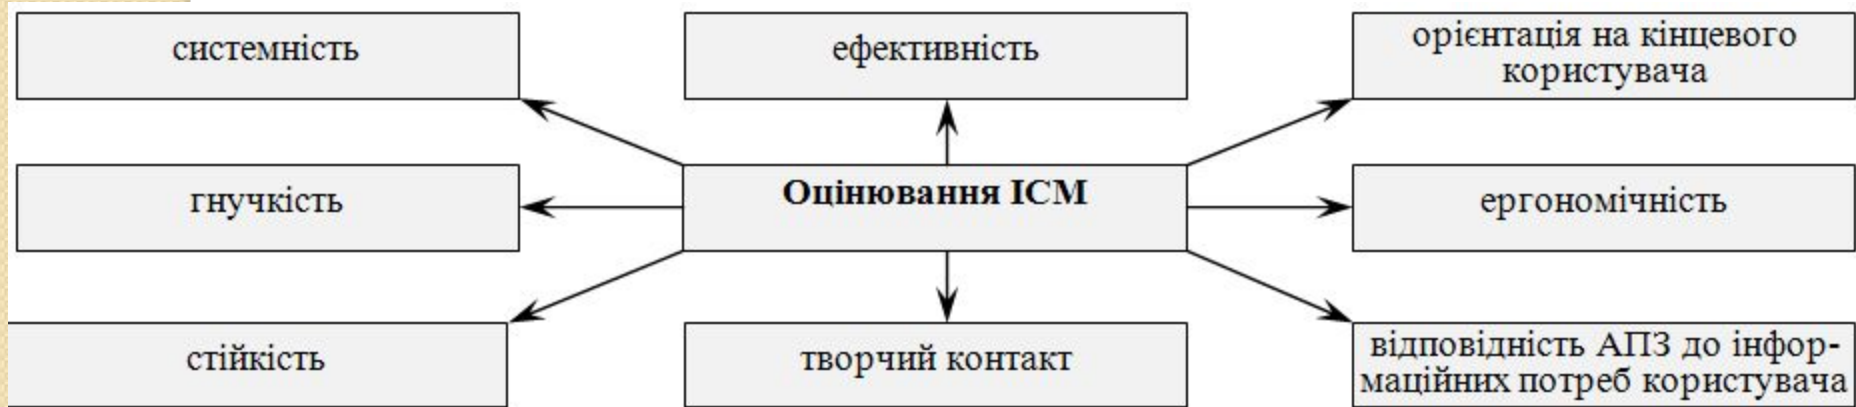 системність
ефективність
орієнтація на кінцевого
користувача
гнучкість
Оцінювання ІСМ
ергономічність
стійкість
творчий контакт
відповідність АПЗ до інфор-
маційних потреб користувача